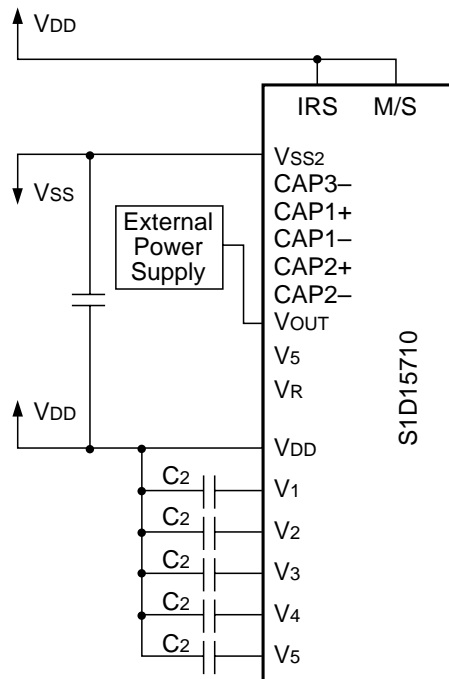 VDD
IRS M/S
VSS2
VSS
CAP3–
CAP1+
CAP1–
CAP2+
CAP2–
External
Power
Supply
VOUT
V5
VR
S1D15710
VDD
VDD
C2 V1
C2 V2
C2 V3
C2 V4
C2 V5